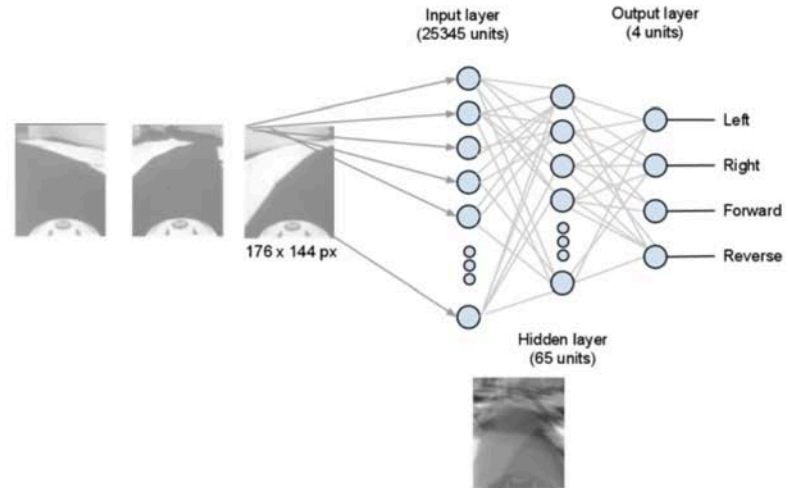 Input layer
(25345 units)
Output layer
(4 units)
Left
Right
Forward
Reverse
176 x 144 px
Hidden layer
(65 units)